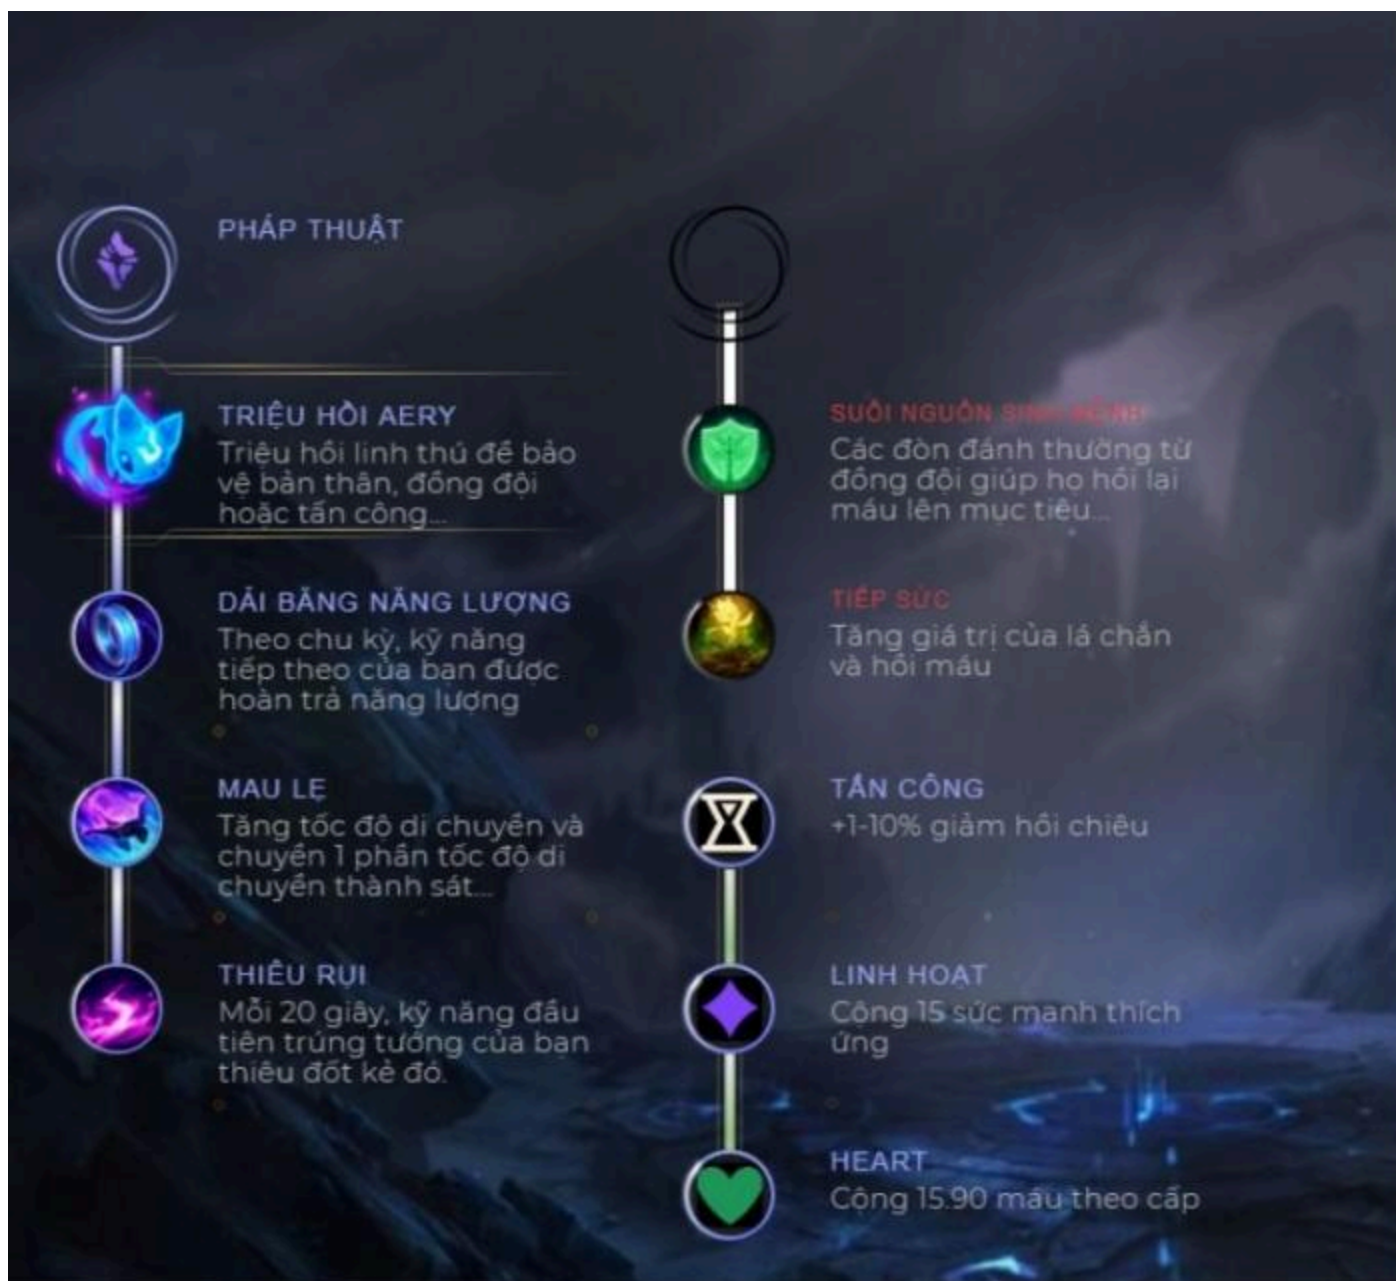 PHÁP THUẬT
TRIỆU HỒI AERY
Triệu hồi linh thú để bảo
vệ bản thân, đồng đội
hoặc tấn công...
DẢI BĂNG NĂNG LƯỢNG
Theo chu kỳ, kỹ năng
tiếp theo của bạn được
hoàn trả năng lượng
MAU LẸ
Tăng tốc độ di chuyển và
chuyển 1 phần tốc độ di
chuyển thành sát...
THIÊU RỤI
Mỗi 20 giây, kỹ năng đầu
tiên trúng tướng của bạn
thiêu đốt kẻ đó.
SUỐI NGUỒN SINH MỆNH
Các đòn đánh thường từ
đồng đội giúp họ hồi lại
máu lên mục tiêu...
TIẾP SỨC
Tăng giá trị của lá chắn
và hồi máu
TẤN CÔNG
+1-10% giảm hồi chiêu
LINH HOẠT
Cộng 15 sức mạnh thích
ứng
HEART
Cộng 15.90 máu theo cấp